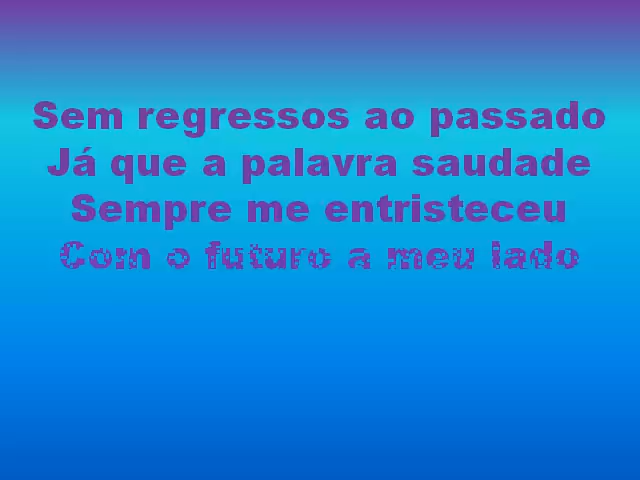 Sem regressos ao passado
Já que a palavra saudade
Sempre me entristeceu
Com o futuro a meu lado